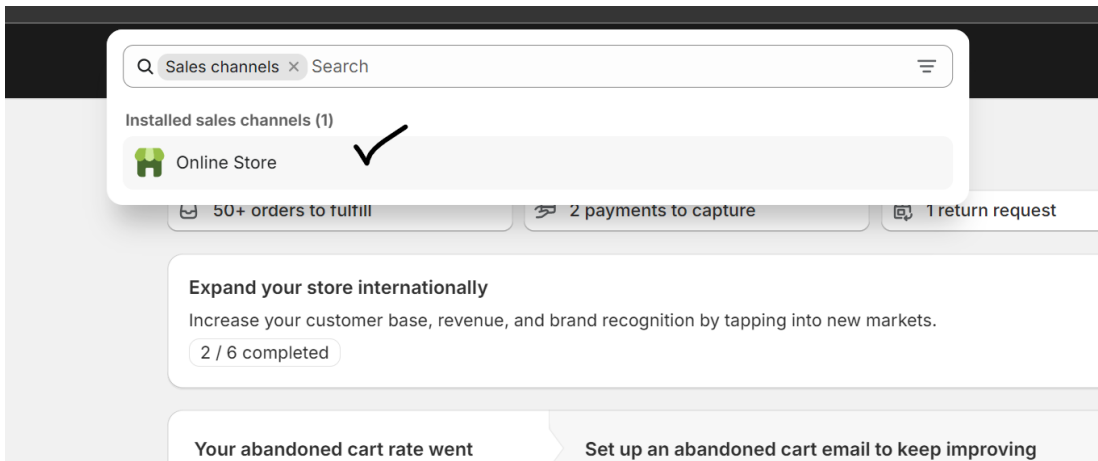 Sales channels × Search
Installed sales channels (1)
Online Store
50+ orders to fulfill
2 payments to capture
1 return request
Expand your store internationally
Increase your customer base, revenue, and brand recognition by tapping into new markets.
2 / 6 completed
Your abandoned cart rate went
Set up an abandoned cart email to keep improving